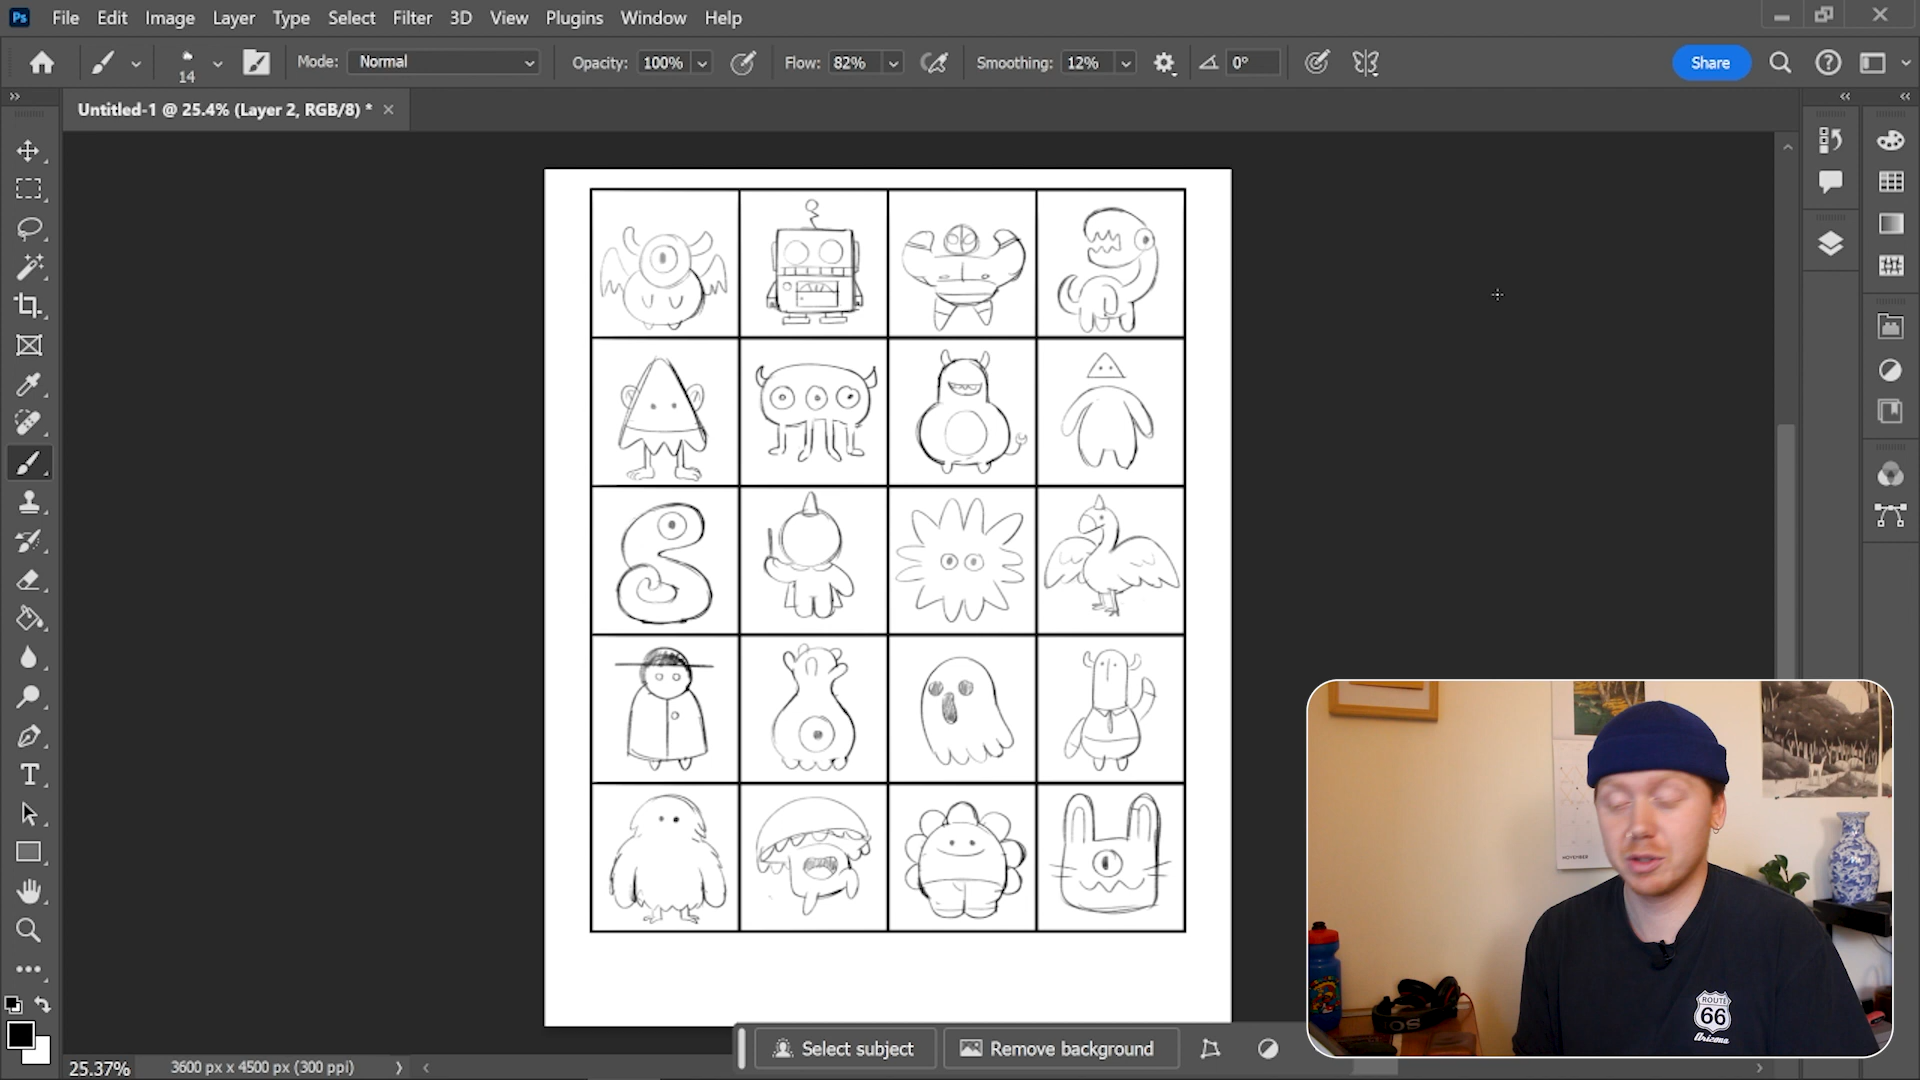 Ps File Edit Image Layer Type Select Filter 3D View Plugins Window Help
14 Mode: Normal Opacity: 100% Flow: 82% Smoothing: 12% 0° Share
Untitled-1 @ 25.4% (Layer 2, RGB/8) *
NOVEMBER
ROUTE
66
Arizona
Select subject Remove background
25.37% 3600 px x 4500 px (300 ppi)